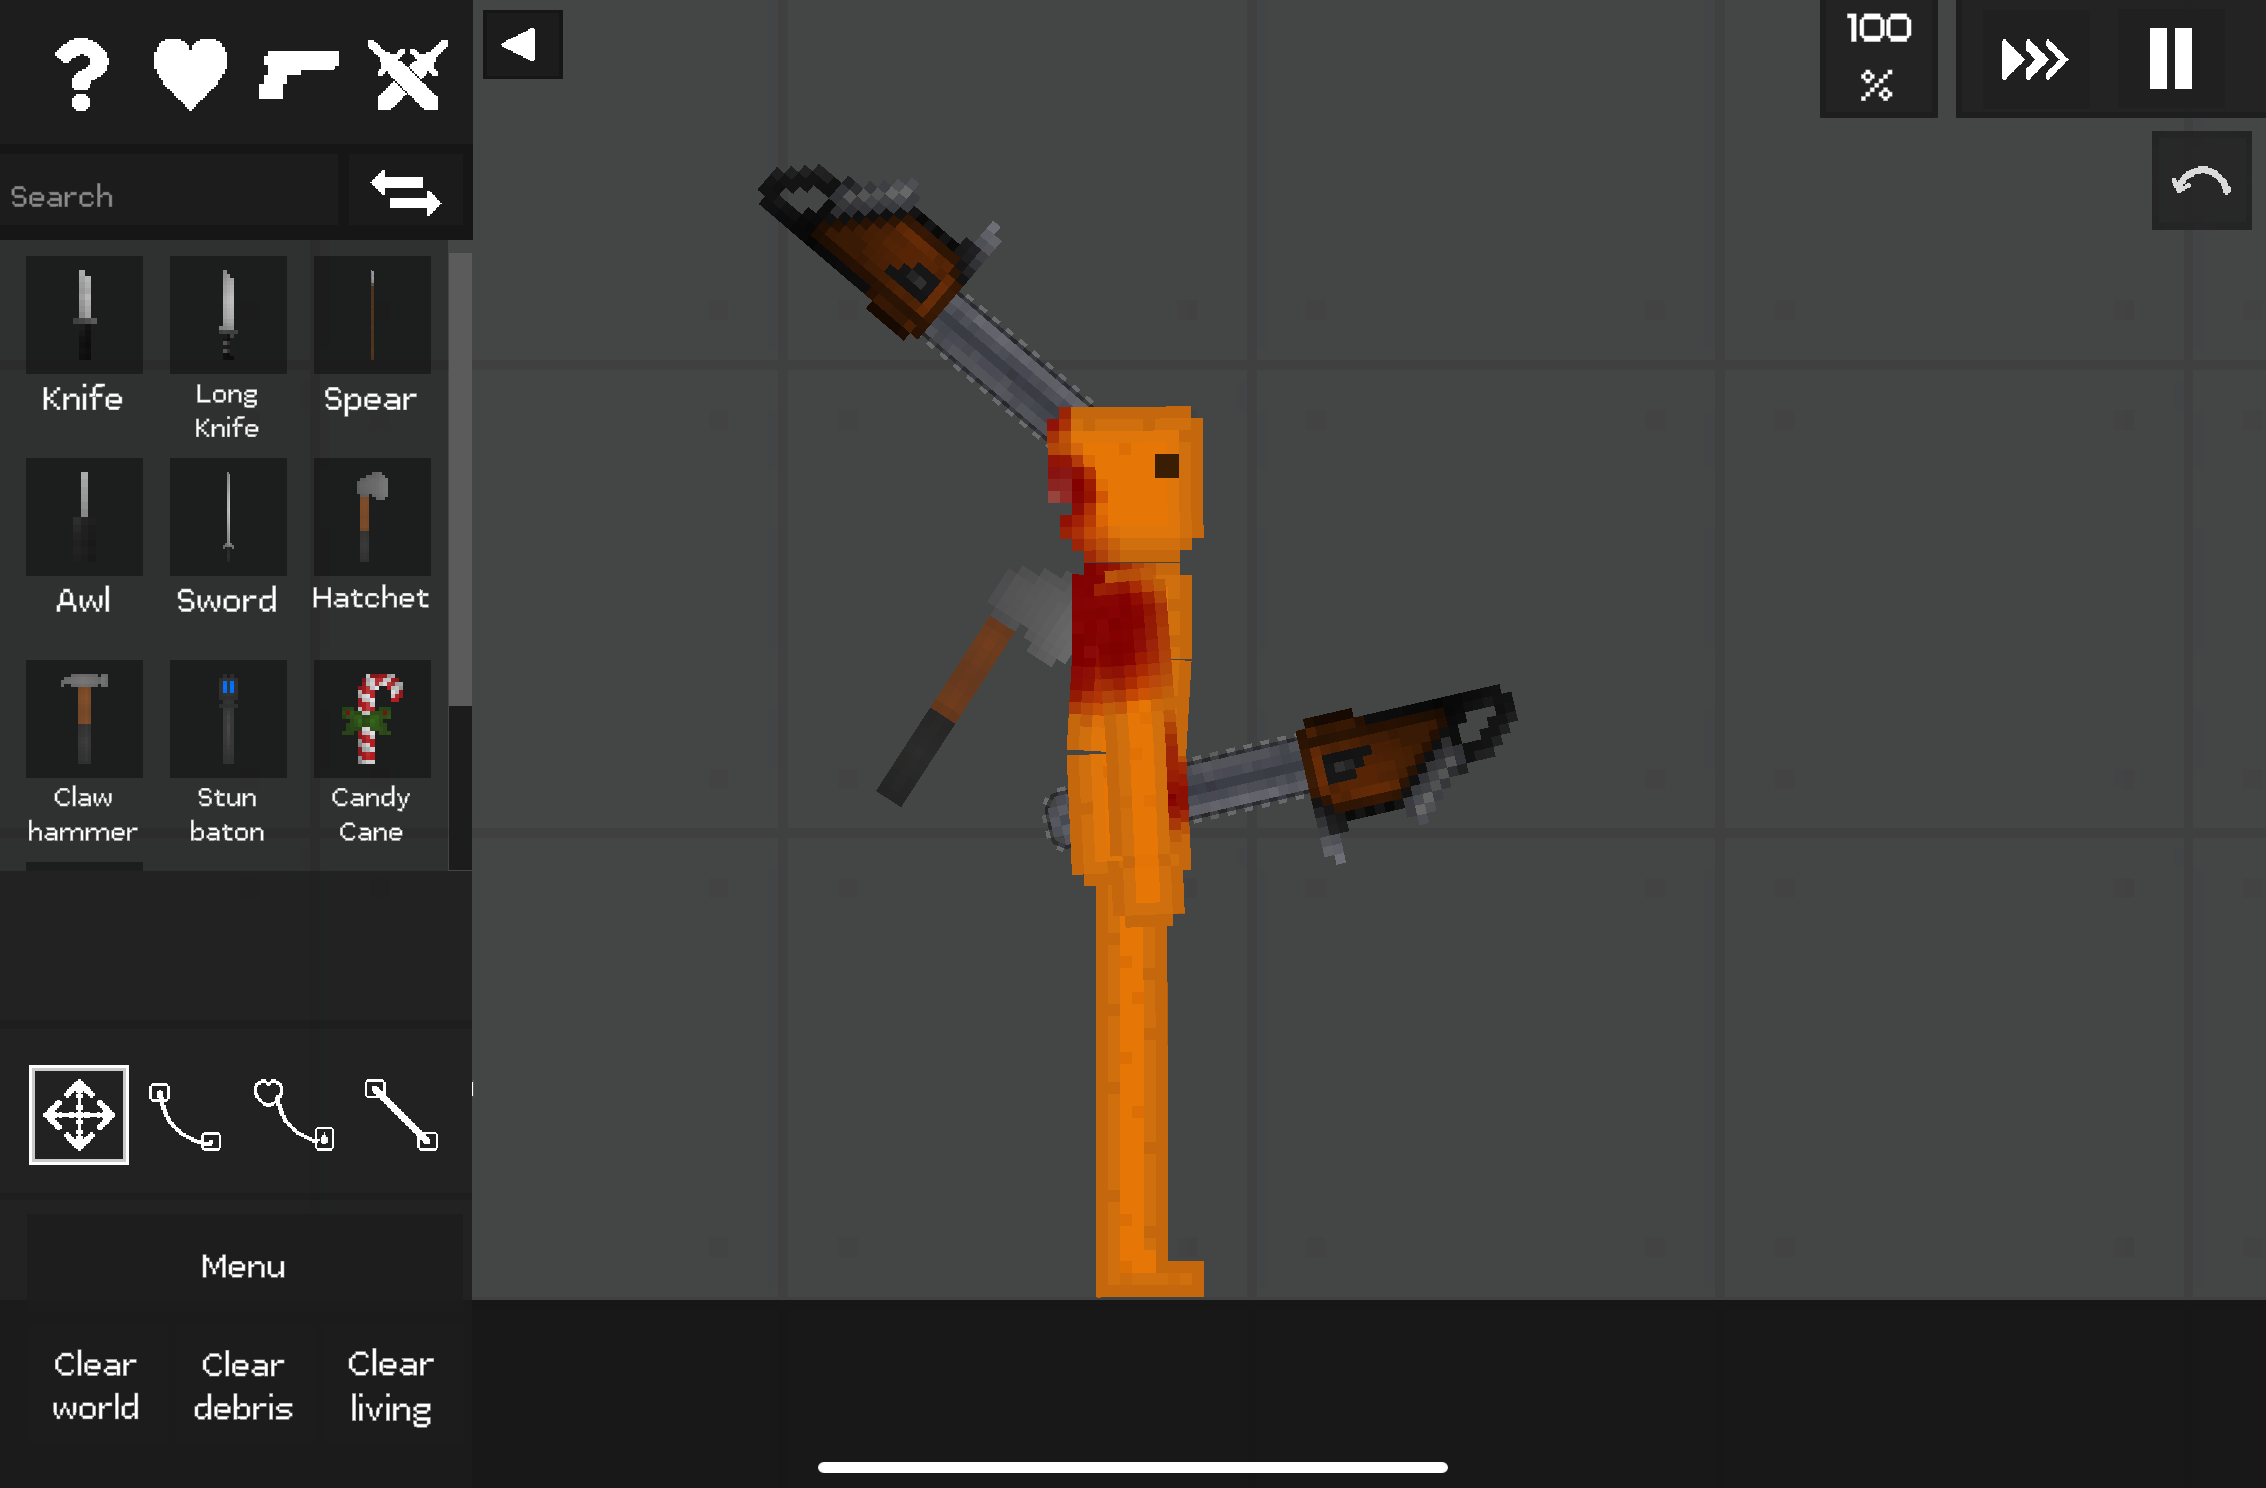 100
%
Search
Knife
Long
Knife
Spear
Awl
Sword
Hatchet
Claw
hammer
Stun
baton
Candy
Cane
Menu
Clear
world
Clear
debris
Clear
living